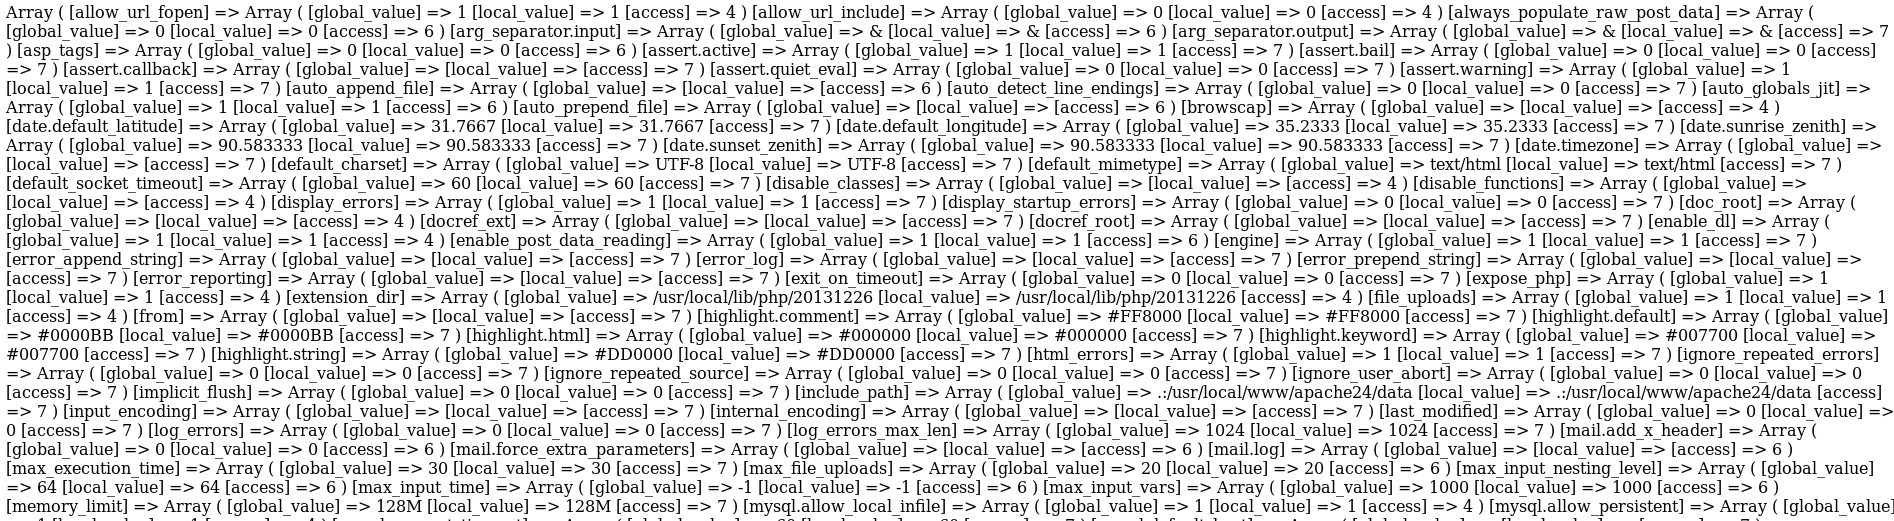 Array ( [allow_url_fopen] => Array ( [global_value] => 1 [local_value] => 1 [access] => 4 ) [allow_url_include] => Array ( [global_value] => 0 [local_value] => 0 [access] => 4 ) [always_populate_raw_post_data] => Array (
[global_value] => 0 [local_value] => 0 [access] => 6 ) [arg_separator.input] => Array ( [global_value] => & [local_value] => & [access] => 6 ) [arg_separator.output] => Array ( [global_value] => & [local_value] => & [access] => 7
) [asp_tags] => Array ( [global_value] => 0 [local_value] => 0 [access] => 6 ) [assert.active] => Array ( [global_value] => 1 [local_value] => 1 [access] => 7 ) [assert.bail] => Array ( [global_value] => 0 [local_value] => 0 [access]
=> 7 ) [assert.callback] => Array ( [global_value] => [local_value] => [access] => 7 ) [assert.quiet_eval] => Array ( [global_value] => 0 [local_value] => 0 [access] => 7 ) [assert.warning] => Array ( [global_value] => 1
[local_value] => 1 [access] => 7 ) [auto_append_file] => Array ( [global_value] => [local_value] => [access] => 6 ) [auto_detect_line_endings] => Array ( [global_value] => 0 [local_value] => 0 [access] => 7 ) [auto_globals_jit] =>
Array ( [global_value] => 1 [local_value] => 1 [access] => 6 ) [auto_prepend_file] => Array ( [global_value] => [local_value] => [access] => 6 ) [browscap] => Array ( [global_value] => [local_value] => [access] => 4 )
[date.default_latitude] => Array ( [global_value] => 31.7667 [local_value] => 31.7667 [access] => 7 ) [date.default_longitude] => Array ( [global_value] => 35.2333 [local_value] => 35.2333 [access] => 7 ) [date.sunrise_zenith] =>
Array ( [global_value] => 90.583333 [local_value] => 90.583333 [access] => 7 ) [date.sunset_zenith] => Array ( [global_value] => 90.583333 [local_value] => 90.583333 [access] => 7 ) [date.timezone] => Array ( [global_value] =>
[local_value] => [access] => 7 ) [default_charset] => Array ( [global_value] => UTF-8 [local_value] => UTF-8 [access] => 7 ) [default_mimetype] => Array ( [global_value] => text/html [local_value] => text/html [access] => 7 )
[default_socket_timeout] => Array ( [global_value] => 60 [local_value] => 60 [access] => 7 ) [disable_classes] => Array ( [global_value] => [local_value] => [access] => 4 ) [disable_functions] => Array ( [global_value] =>
[local_value] => [access] => 4 ) [display_errors] => Array ( [global_value] => 1 [local_value] => 1 [access] => 7 ) [display_startup_errors] => Array ( [global_value] => 0 [local_value] => 0 [access] => 7 ) [doc_root] => Array (
[global_value] => [local_value] => [access] => 4 ) [docref_ext] => Array ( [global_value] => [local_value] => [access] => 7 ) [docref_root] => Array ( [global_value] => [local_value] => [access] => 7 ) [enable_dl] => Array (
[global_value] => 1 [local_value] => 1 [access] => 4 ) [enable_post_data_reading] => Array ( [global_value] => 1 [local_value] => 1 [access] => 6 ) [engine] => Array ( [global_value] => 1 [local_value] => 1 [access] => 7 )
[error_append_string] => Array ( [global_value] => [local_value] => [access] => 7 ) [error_log] => Array ( [global_value] => [local_value] => [access] => 7 ) [error_prepend_string] => Array ( [global_value] => [local_value] =>
[access] => 7 ) [error_reporting] => Array ( [global_value] => [local_value] => [access] => 7 ) [exit_on_timeout] => Array ( [global_value] => 0 [local_value] => 0 [access] => 7 ) [expose_php] => Array ( [global_value] => 1
[local_value] => 1 [access] => 4 ) [extension_dir] => Array ( [global_value] => /usr/local/lib/php/20131226 [local_value] => /usr/local/lib/php/20131226 [access] => 4 ) [file_uploads] => Array ( [global_value] => 1 [local_value] => 1
[access] => 4 ) [from] => Array ( [global_value] => [local_value] => [access] => 7 ) [highlight.comment] => Array ( [global_value] => #FF8000 [local_value] => #FF8000 [access] => 7 ) [highlight.default] => Array ( [global_value]
=> #0000BB [local_value] => #0000BB [access] => 7 ) [highlight.html] => Array ( [global_value] => #000000 [local_value] => #000000 [access] => 7 ) [highlight.keyword] => Array ( [global_value] => #007700 [local_value] =>
#007700 [access] => 7 ) [highlight.string] => Array ( [global_value] => #DD0000 [local_value] => #DD0000 [access] => 7 ) [html_errors] => Array ( [global_value] => 1 [local_value] => 1 [access] => 7 ) [ignore_repeated_errors]
=> Array ( [global_value] => 0 [local_value] => 0 [access] => 7 ) [ignore_repeated_source] => Array ( [global_value] => 0 [local_value] => 0 [access] => 7 ) [ignore_user_abort] => Array ( [global_value] => 0 [local_value] => 0
[access] => 7 ) [implicit_flush] => Array ( [global_value] => 0 [local_value] => 0 [access] => 7 ) [include_path] => Array ( [global_value] => .:/usr/local/www/apache24/data [local_value] => .:/usr/local/www/apache24/data [access]
=> 7 ) [input_encoding] => Array ( [global_value] => [local_value] => [access] => 7 ) [internal_encoding] => Array ( [global_value] => [local_value] => [access] => 7 ) [last_modified] => Array ( [global_value] => 0 [local_value] =>
0 [access] => 7 ) [log_errors] => Array ( [global_value] => 0 [local_value] => 0 [access] => 7 ) [log_errors_max_len] => Array ( [global_value] => 1024 [local_value] => 1024 [access] => 7 ) [mail.add_x_header] => Array (
[global_value] => 0 [local_value] => 0 [access] => 6 ) [mail.force_extra_parameters] => Array ( [global_value] => [local_value] => [access] => 6 ) [mail.log] => Array ( [global_value] => [local_value] => [access] => 6 )
[max_execution_time] => Array ( [global_value] => 30 [local_value] => 30 [access] => 7 ) [max_file_uploads] => Array ( [global_value] => 20 [local_value] => 20 [access] => 6 ) [max_input_nesting_level] => Array ( [global_value]
=> 64 [local_value] => 64 [access] => 6 ) [max_input_time] => Array ( [global_value] => -1 [local_value] => -1 [access] => 6 ) [max_input_vars] => Array ( [global_value] => 1000 [local_value] => 1000 [access] => 6 )
[memory_limit] => Array ( [global_value] => 128M [local_value] => 128M [access] => 7 ) [mysql.allow_local_infile] => Array ( [global_value] => 1 [local_value] => 1 [access] => 4 ) [mysql.allow_persistent] => Array ( [global_value]